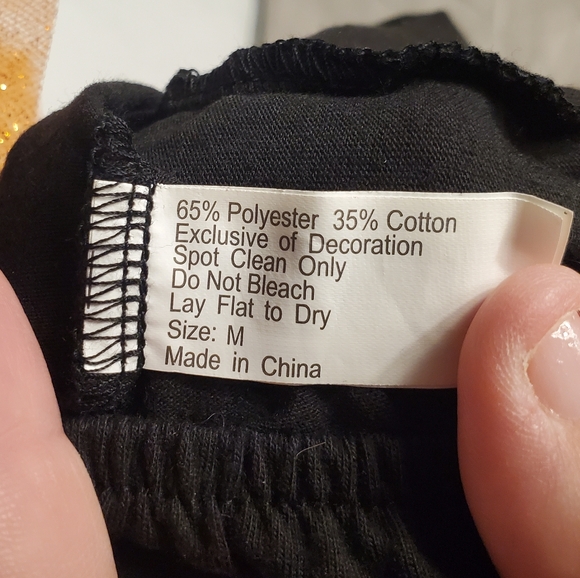 65% Polyester 35% Cotton
Exclusive of Decoration
Spot Clean Only
Do Not Bleach
Lay Flat to Dry
Size: M
Made in China